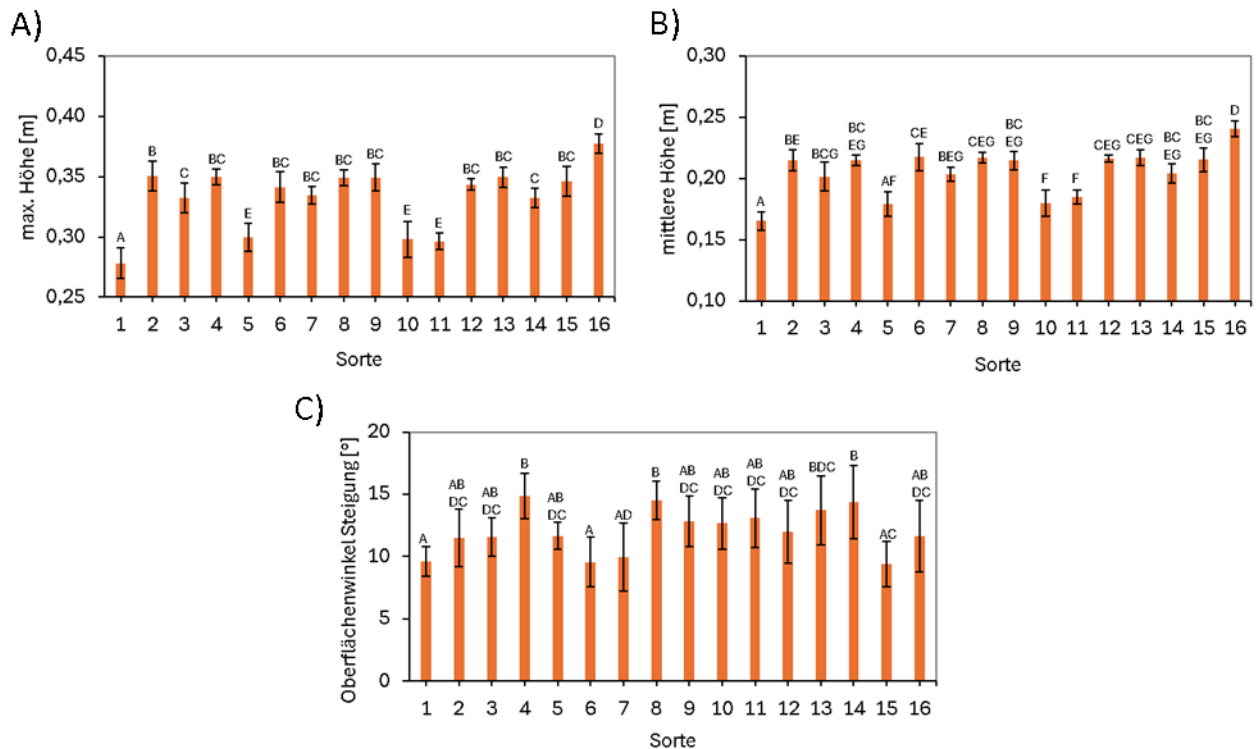 A)
max. Höhe [m]
0,45
0,40
0,35
0,30
0,25
A B C BC E BC BC BC BC E E BC BC C BC D
1 2 3 4 5 6 7 8 9 10 11 12 13 14 15 16
Sorte
B)
mittlere Höhe [m]
0,30
0,25
0,20
0,15
0,10
A BE BCG BC EG AF CE BEG CEG BC EG F F CEG CEG BC EG BC EG D
1 2 3 4 5 6 7 8 9 10 11 12 13 14 15 16
Sorte
C)
Oberflächenwinkel Steigung [°]
20
15
10
5
0
A AB DC AB DC B AB DC A AD B AB DC AB DC AB DC AB DC BDC B AC AB DC
1 2 3 4 5 6 7 8 9 10 11 12 13 14 15 16
Sorte